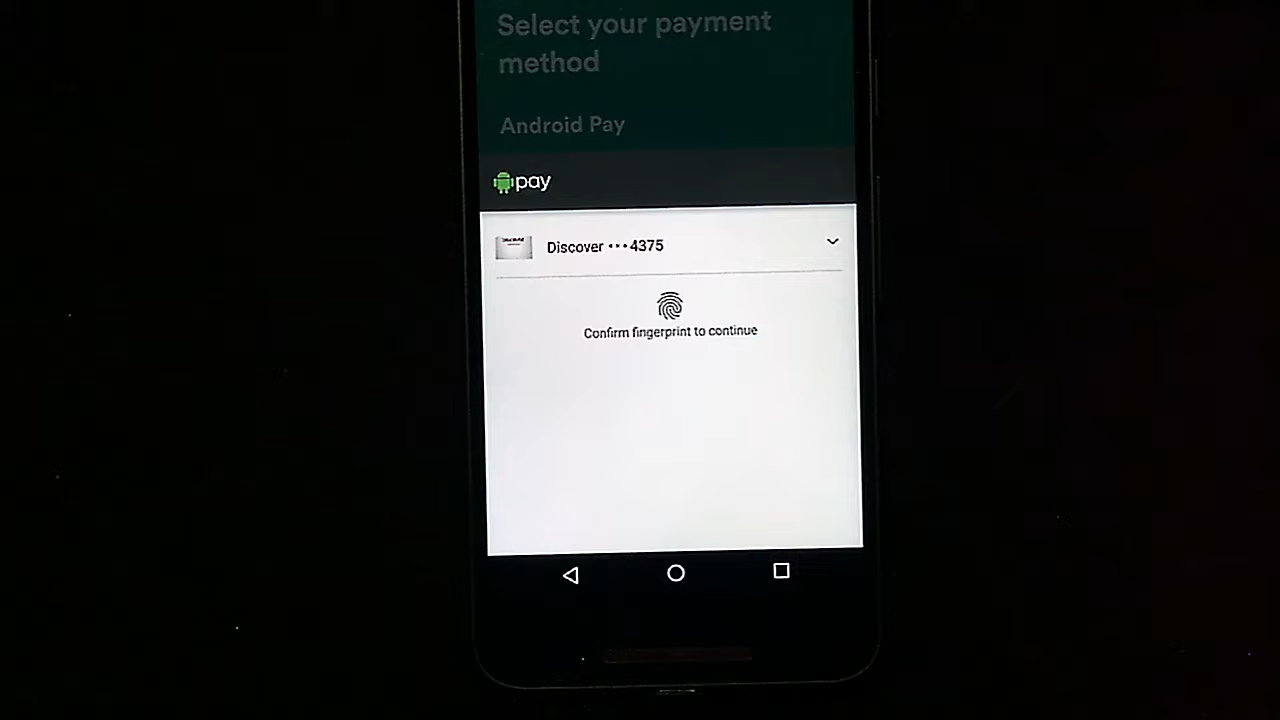 Select your payment
method
Android Pay
pay
Discover •••4375
Confirm fingerprint to continue